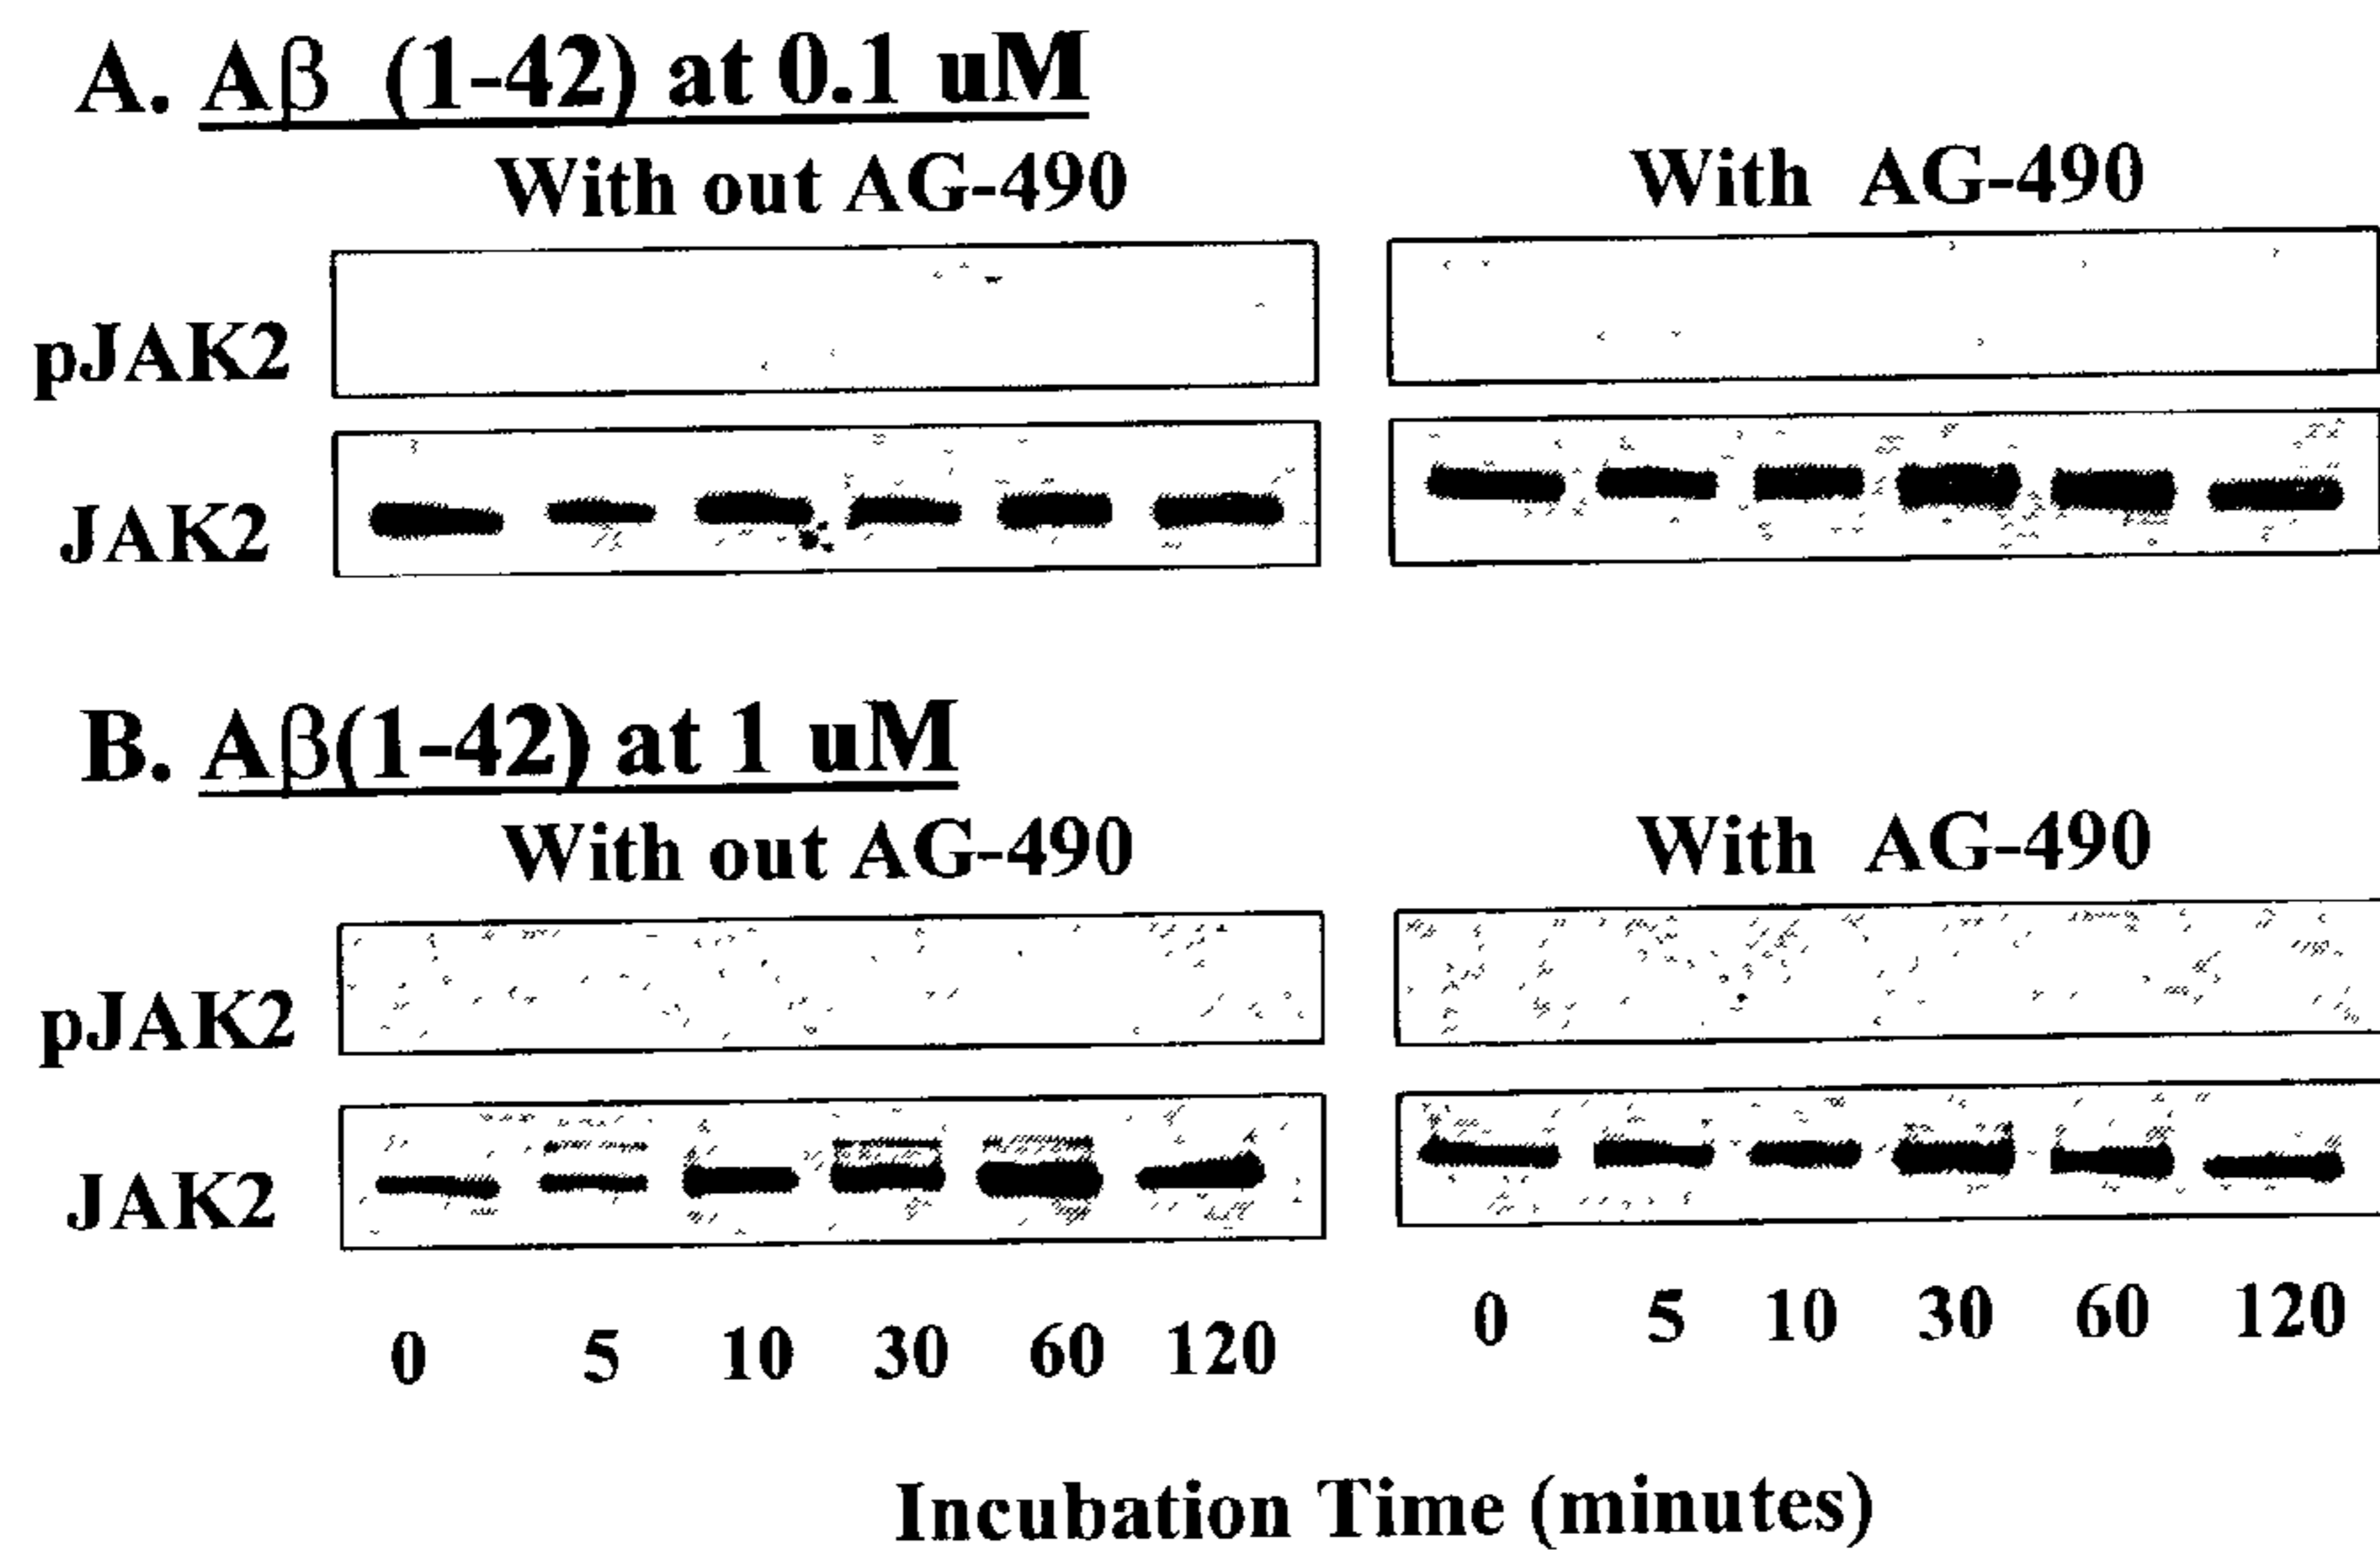 A. Aβ (1-42) at 0.1 uM
With out AG-490 With AG-490
pJAK2
JAK2
B. Aβ(1-42) at 1 uM
With out AG-490 With AG-490
pJAK2
JAK2
0 5 10 30 60 120 0 5 10 30 60 120
Incubation Time (minutes)